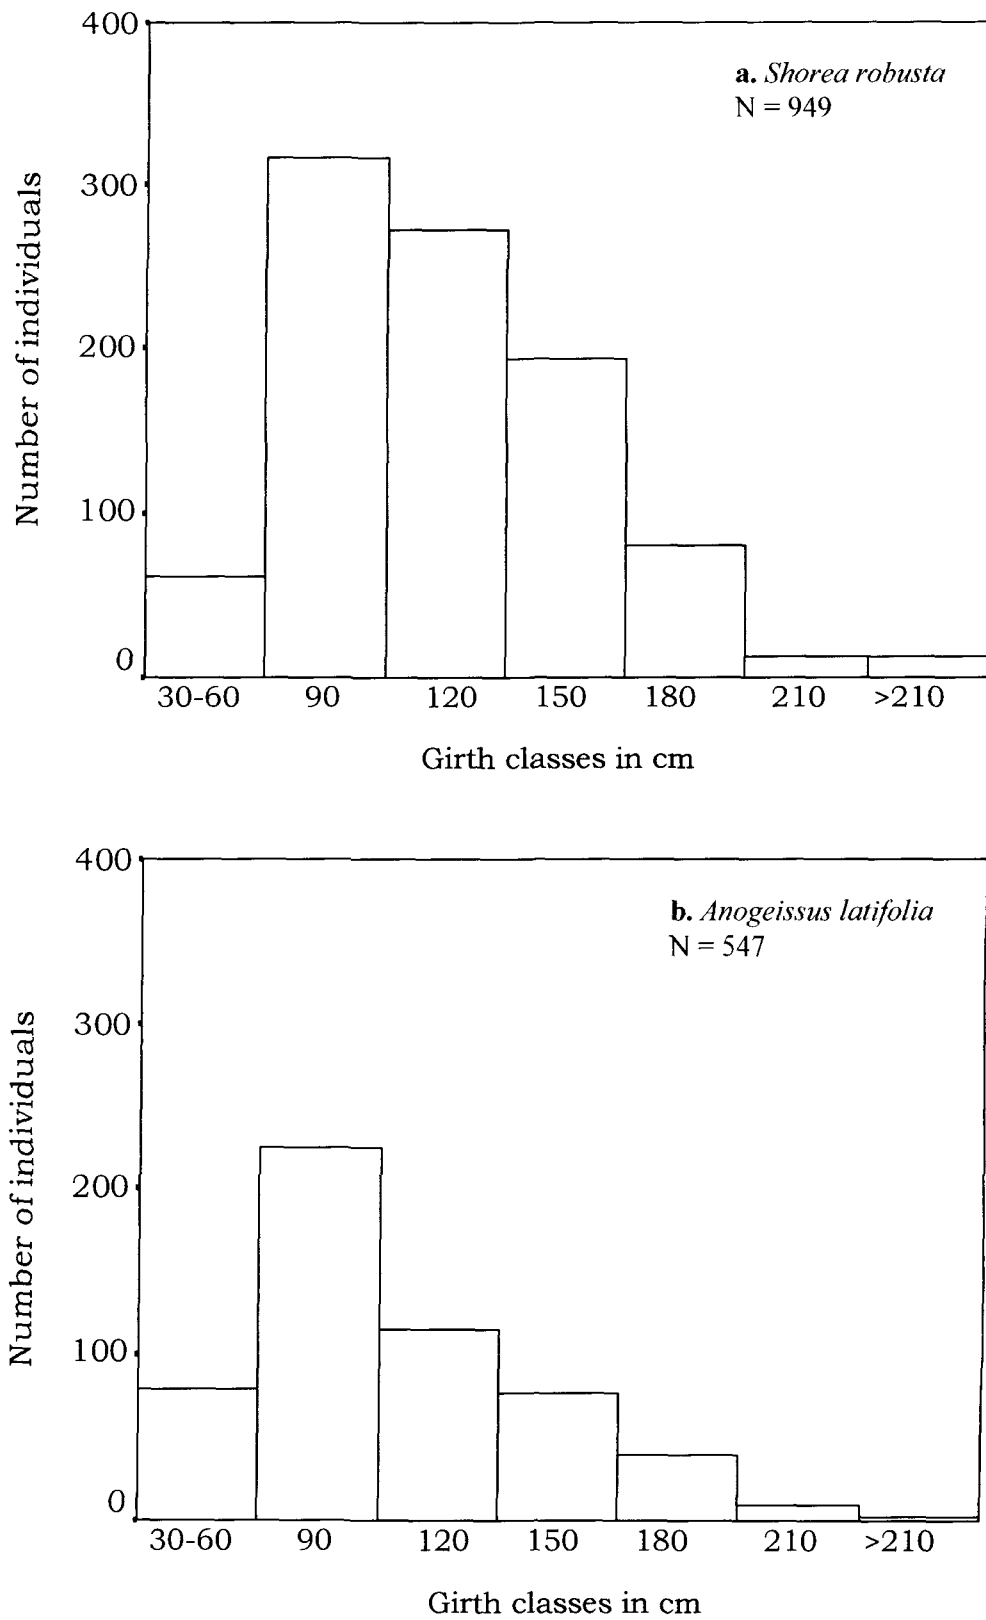 400
a. Shorea robusta
N = 949
300
200
100
0
Number of individuals
30-60 90 120 150 180 210 >210
Girth classes in cm
400
b. Anogeissus latifolia
N = 547
300
200
100
0
Number of individuals
30-60 90 120 150 180 210 >210
Girth classes in cm